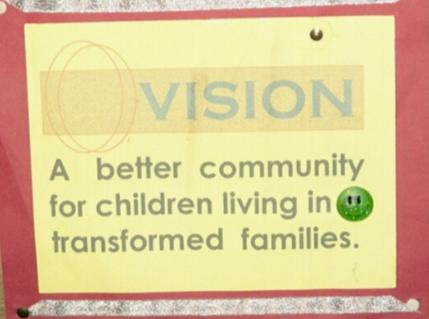 VISION
A better community
for children living in
transformed families.